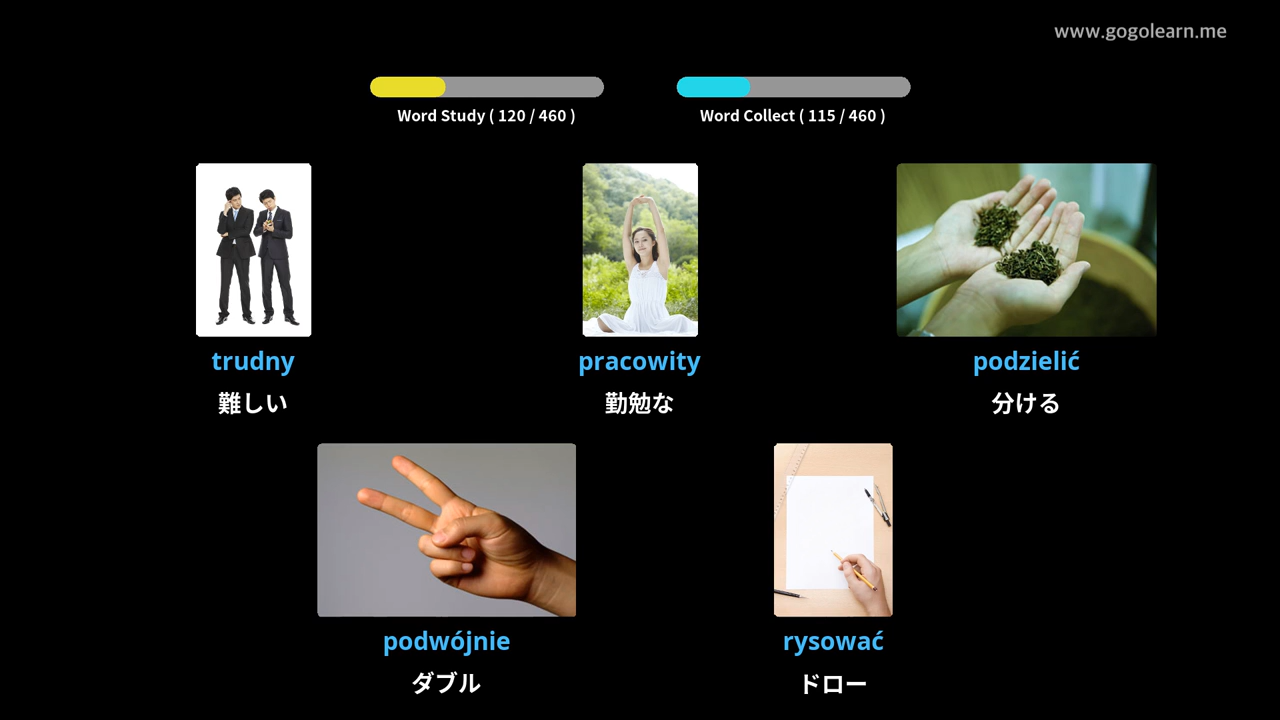 www.gogolearn.me
Word Study ( 120 / 460 )
Word Collect ( 115 / 460 )
trudny
難しい
pracowity
勤勉な
podzielić
分ける
podwójnie
ダブル
rysować
ドロー